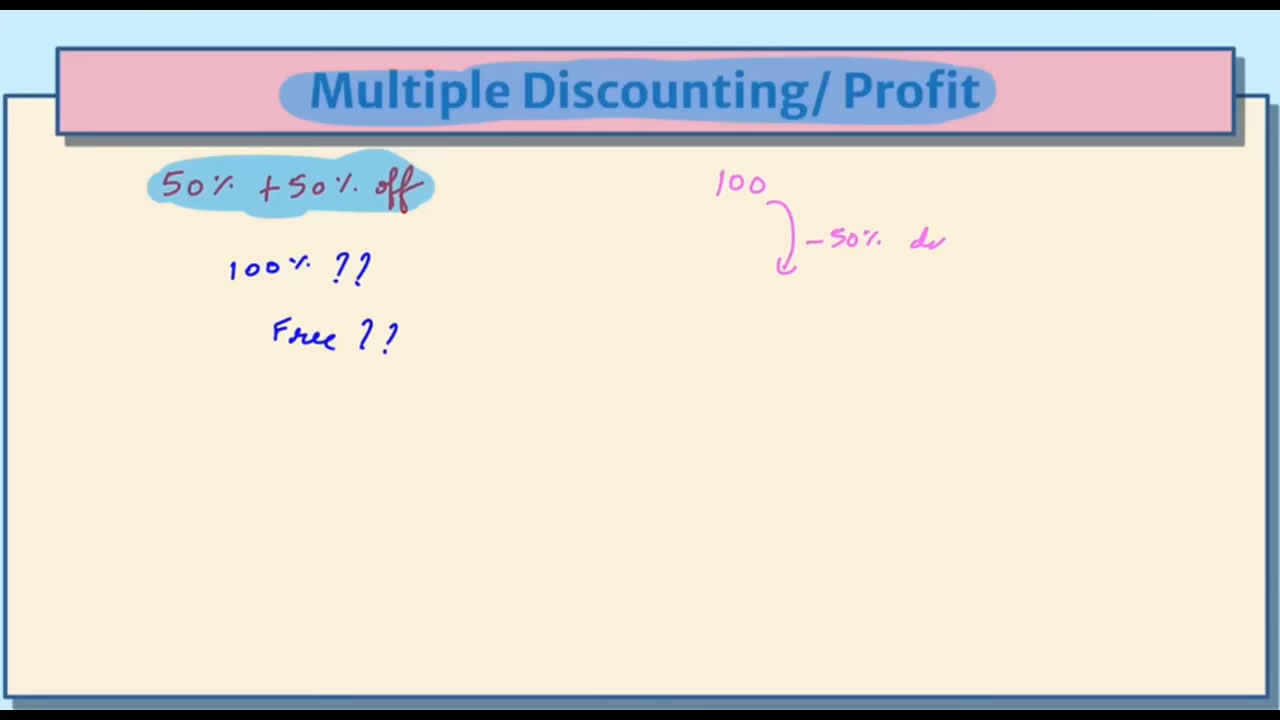 Multiple Discounting/ Profit
50% + 50% off
100% ??
Free ??
100
- 50%